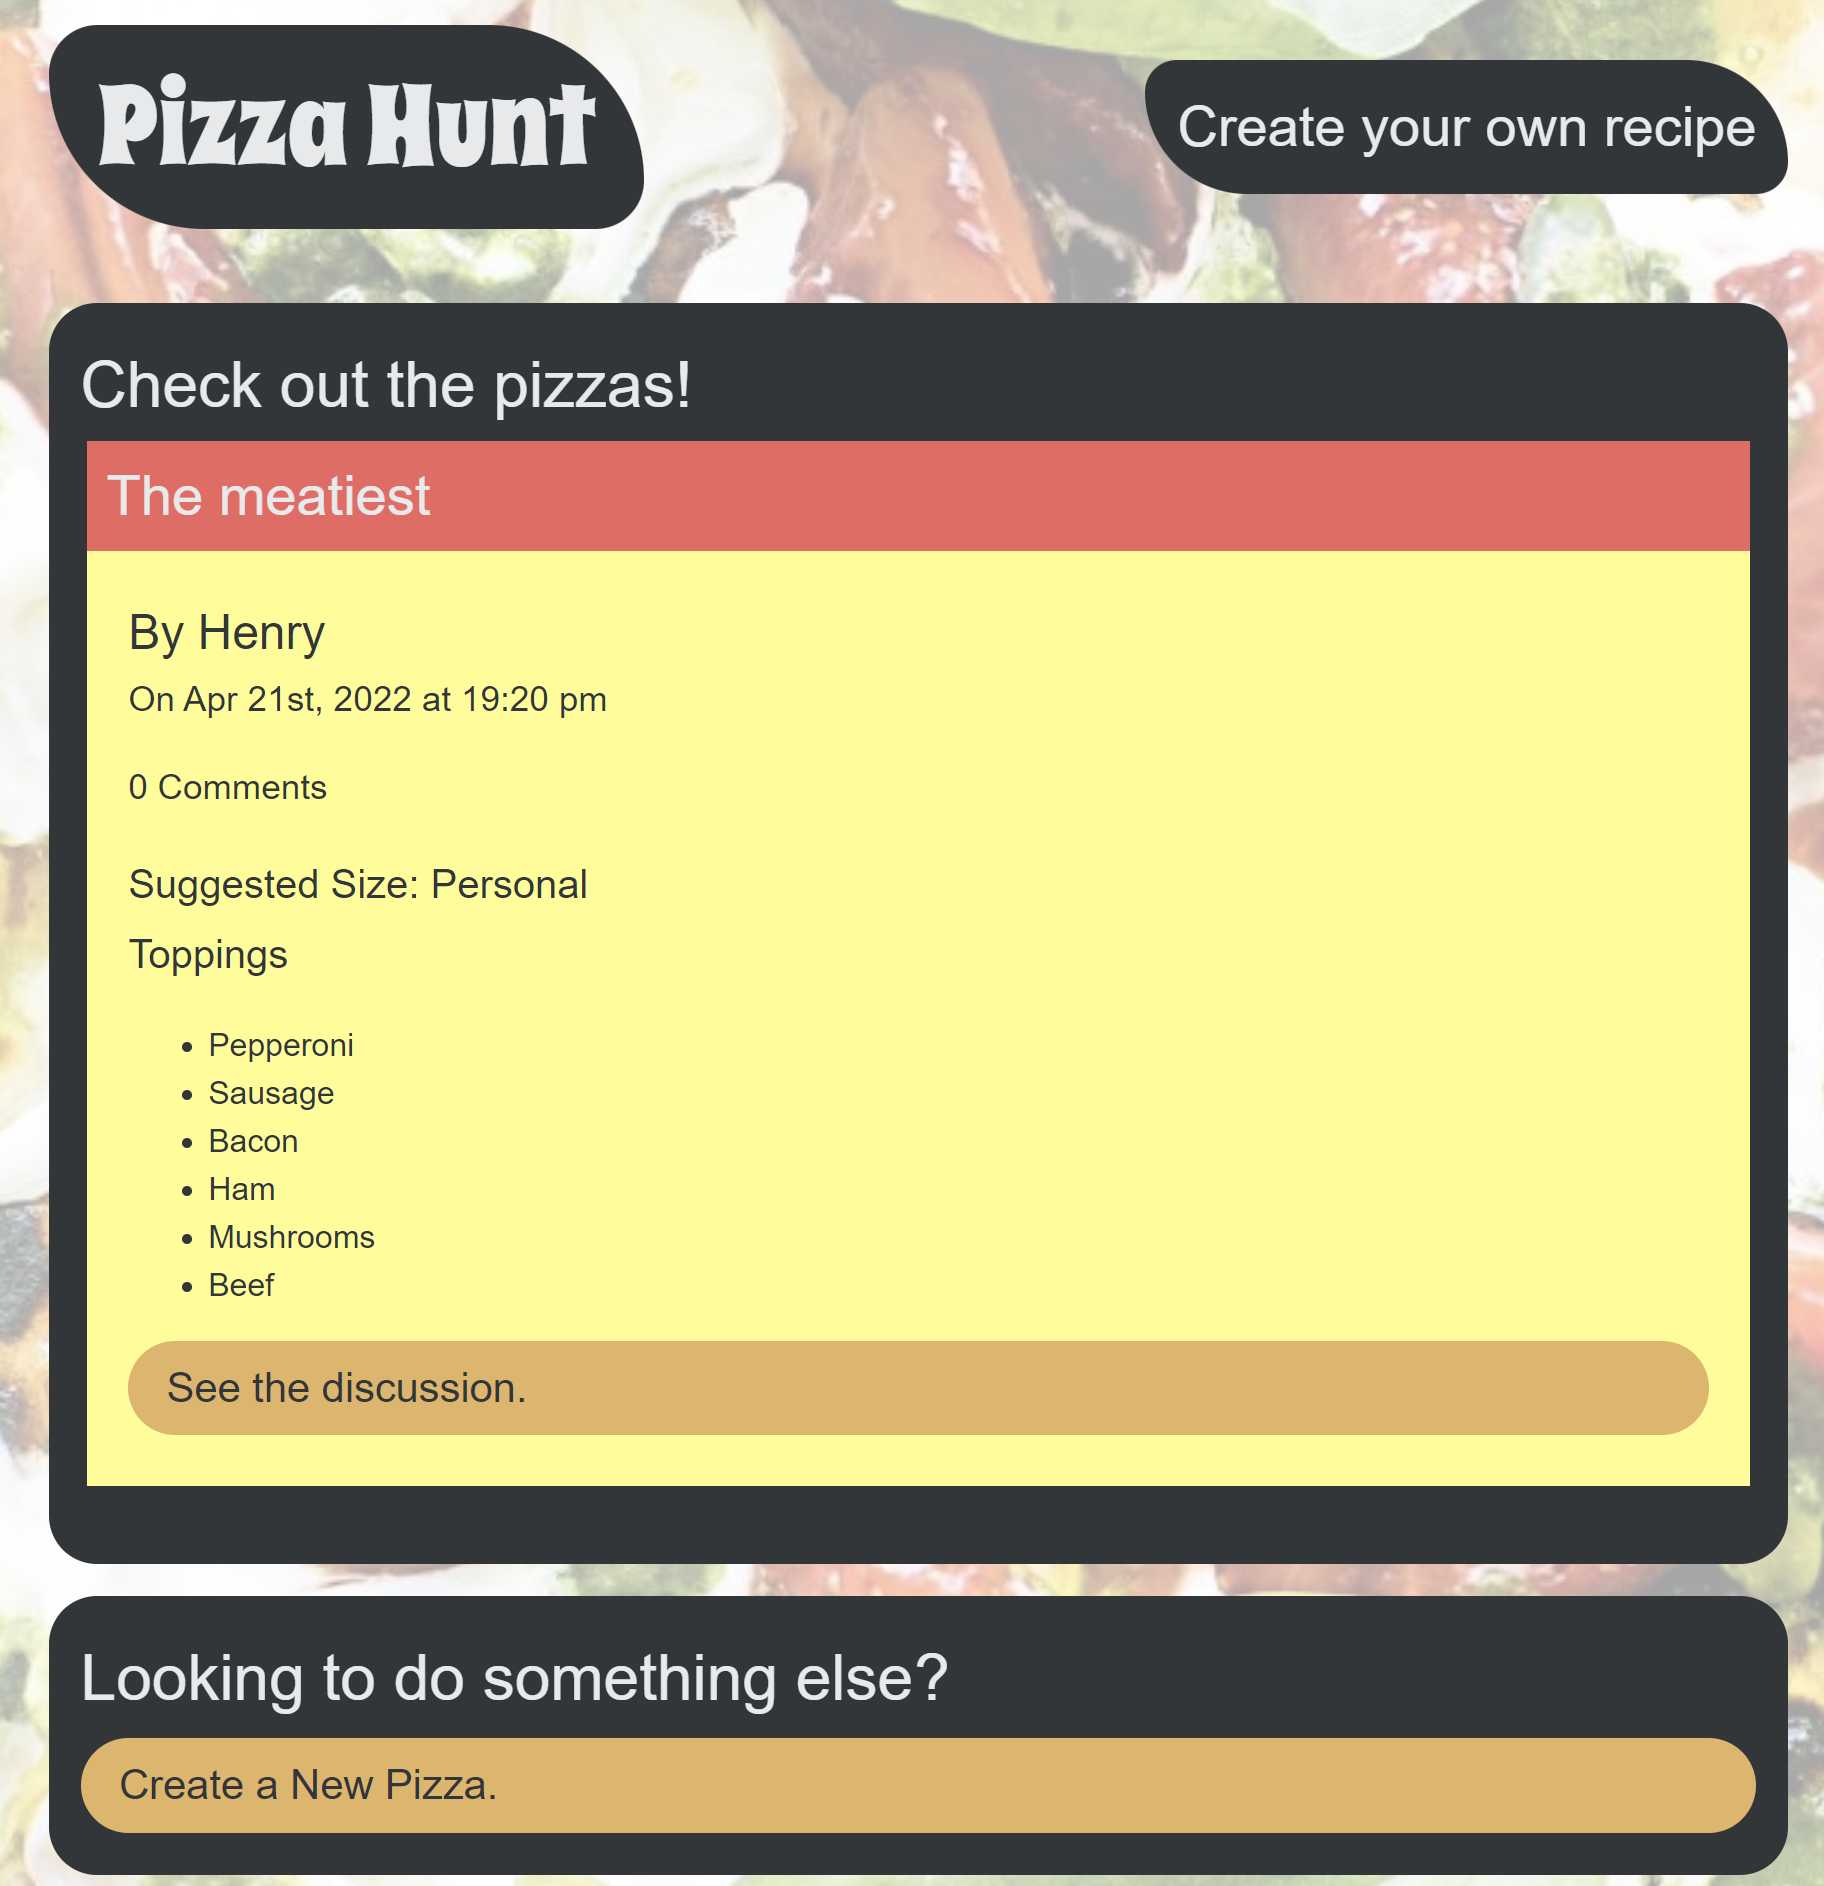 Pizza Hunt
Create your own recipe
Check out the pizzas!
The meatiest
By Henry
On Apr 21st, 2022 at 19:20 pm
0 Comments
Suggested Size: Personal
Toppings
• Pepperoni
• Sausage
• Bacon
• Ham
• Mushrooms
• Beef
See the discussion.
Looking to do something else?
Create a New Pizza.